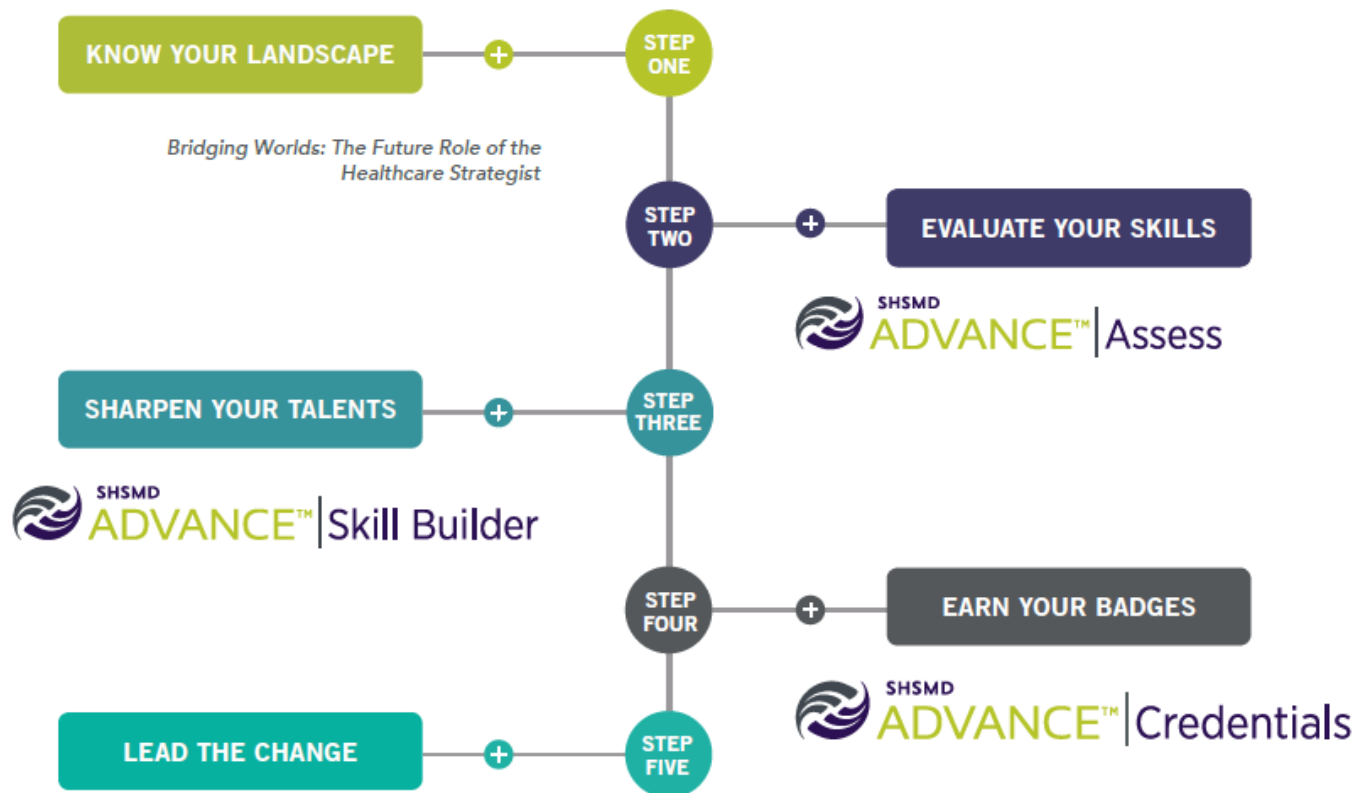 KNOW YOUR LANDSCAPE
STEP
ONE
Bridging Worlds: The Future Role of the
Healthcare Strategist
STEP
TWO
EVALUATE YOUR SKILLS
SHSMD
ADVANCE™|Assess
SHARPEN YOUR TALENTS
STEP
THREE
SHSMD
ADVANCE™|Skill Builder
STEP
FOUR
EARN YOUR BADGES
SHSMD
ADVANCE™|Credentials
LEAD THE CHANGE
STEP
FIVE